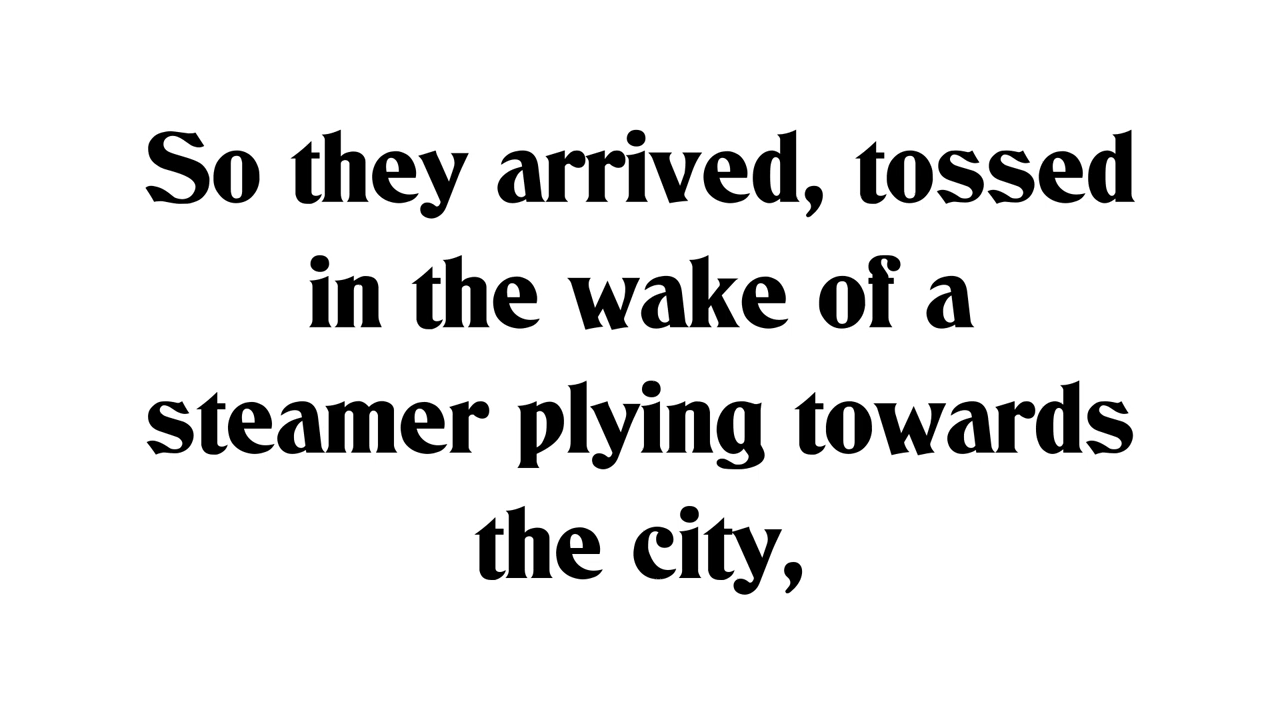 So they arrived, tossed
in the wake of a
steamer plying towards
the city,